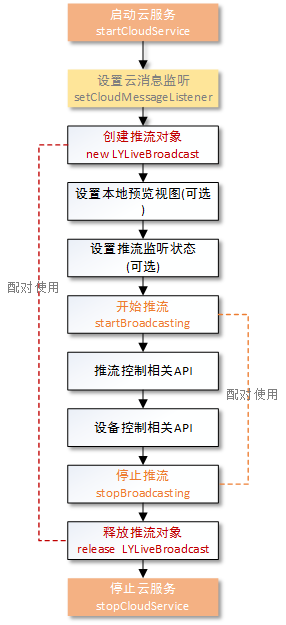 启动云服务
startCloudService
设置云消息监听
setCloudMessageListener
创建推流对象
new LYLiveBroadcast
设置本地预览视图(可选
)
设置推流监听状态
(可选)
配对使用
开始推流
startBroadcasting
推流控制相关API
配对使用
设备控制相关API
停止推流
stopBroadcasting
释放推流对象
release  LYLiveBroadcast
停止云服务
stopCloudService